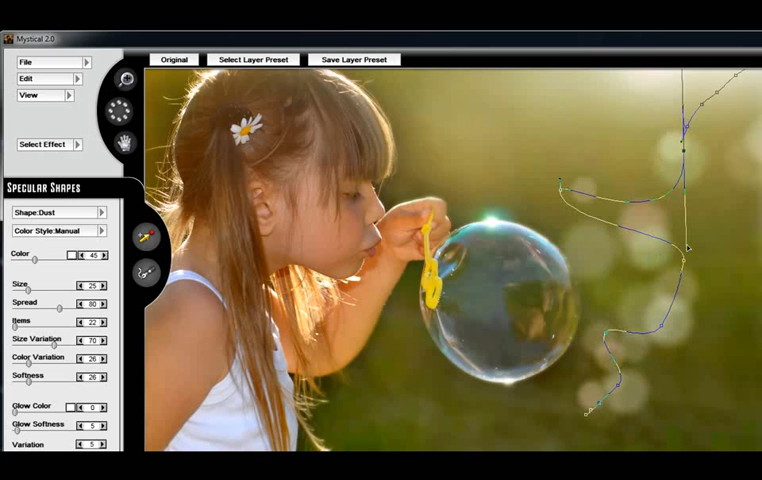 Mystical 2.0
File
Original
Select Layer Preset
Save Layer Preset
Edit
View
Select Effect
Specular Shapes
Shape:Dust
Color Style:Manual
Color 45
Size 25
Spread 80
Items 22
Size Variation 70
Color Variation 26
Softness 26
Glow Color 0
Glow Softness 5
Variation 5